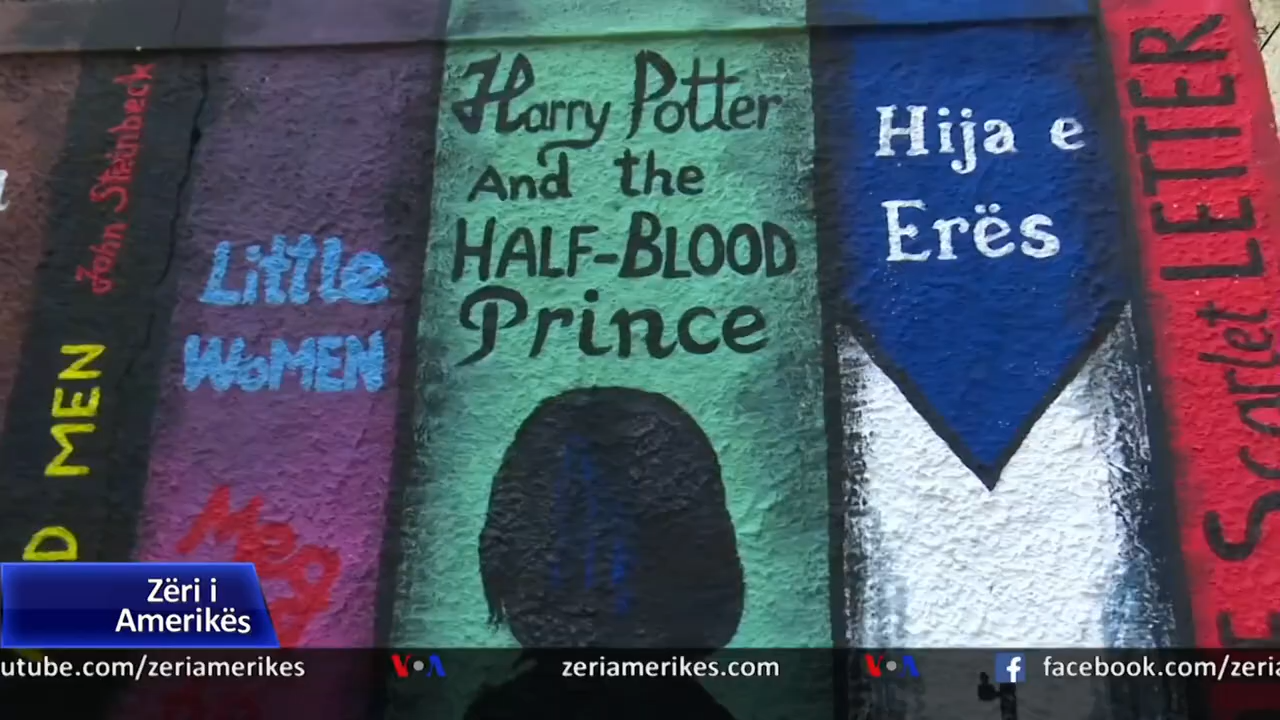 John Steinbeck
D MEN
Little
WoMEN
Meg
Harry Potter
And the
HALF-BLOOD
Prince
Hija e
Erës
E Scarlet LETTER
Zëri i
Amerikës
utube.com/zeriamerikes
VOA
zeriamerikes.com
VOA
f
facebook.com/zeria